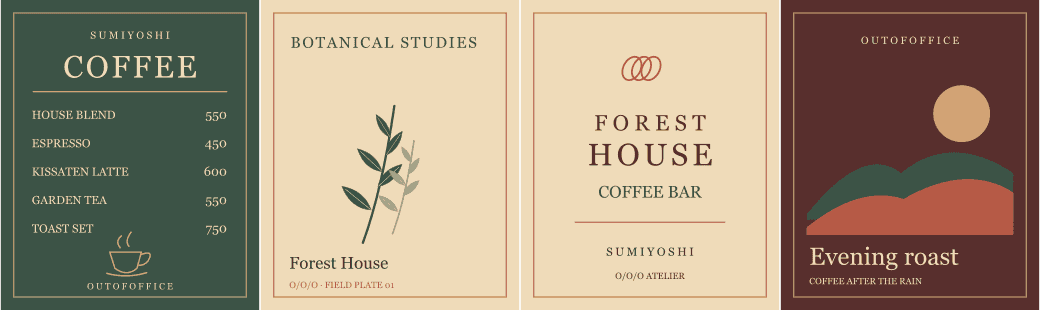 SUMIYOSHI
COFFEE
HOUSE BLEND 550
ESPRESSO 450
KISSATEN LATTE 600
GARDEN TEA 550
TOAST SET 750
OUTOFOFFICE
BOTANICAL STUDIES
Forest House
O/O/O · FIELD PLATE 01
FOREST
HOUSE
COFFEE BAR
SUMIYOSHI
O/O/O ATELIER
OUTOFOFFICE
Evening roast
COFFEE AFTER THE RAIN